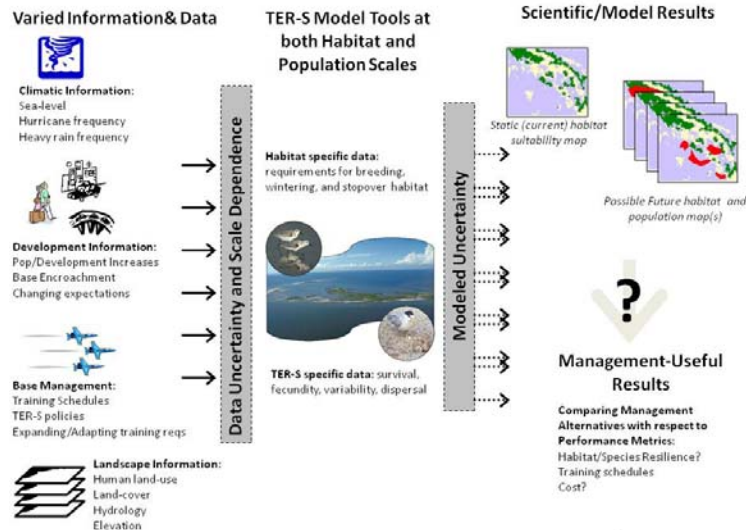 Varied Information& Data
Climatic Information:
Sea-level
Hurricane frequency
Heavy rain frequency
Development Information:
Pop/Development Increases
Base Encroachment
Changing expectations
Base Management:
Training Schedules
TER-S policies
Expanding/Adapting training reqs
Landscape Information:
Human land-use
Land-cover
Hydrology
Elevation
Data Uncertainty and Scale Dependence
TER-S Model Tools at
both Habitat and
Population Scales
Habitat specific data:
requirements for breeding,
wintering, and stopover habitat
TER-S specific data: survival,
fecundity, variability, dispersal
Modeled Uncertainty
Scientific/Model Results
Static (current) habitat
suitability map
Possible Future habitat and
population map(s)
?
Management-Useful
Results
Comparing Management
Alternatives with respect to
Performance Metrics:
Habitat/Species Resilience?
Training schedules
Cost?